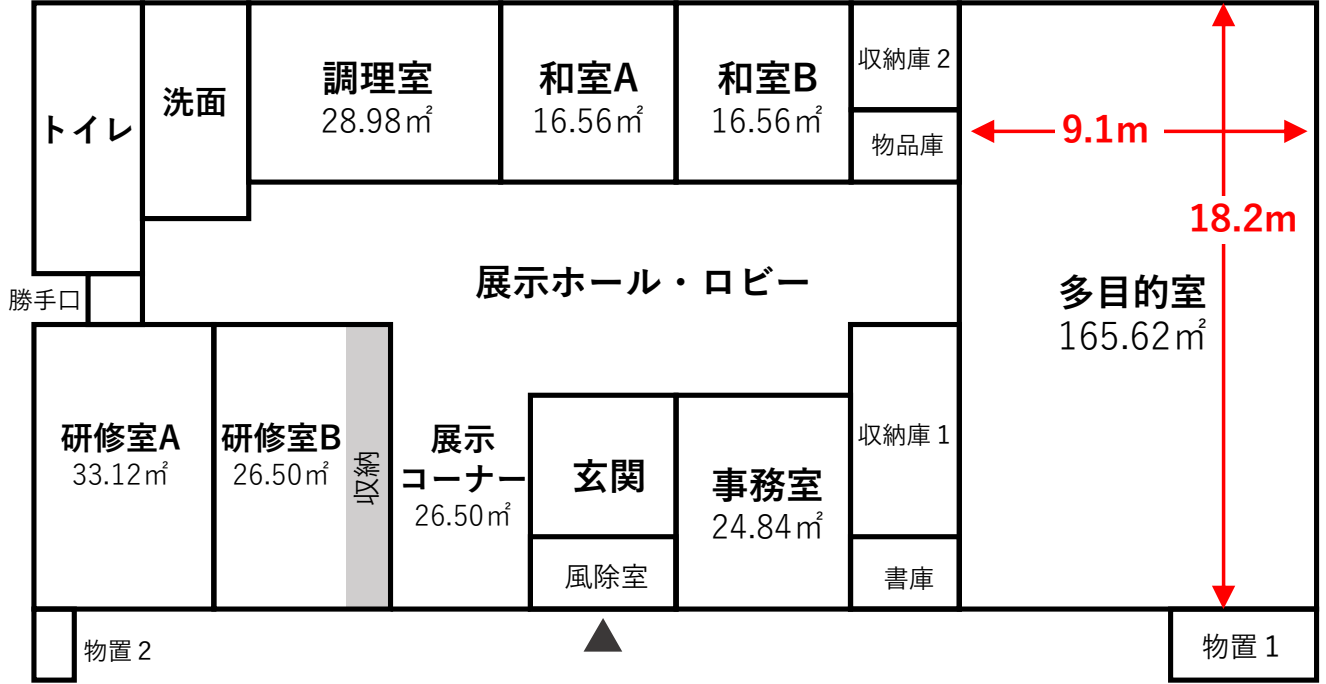 トイレ
洗面
調理室
28.98㎡
和室A
16.56㎡
和室B
16.56㎡
収納庫2
物品庫
9.1m
18.2m
多目的室
165.62㎡
展示ホール・ロビー
勝手口
研修室A
33.12㎡
研修室B
26.50㎡
収納
展示
コーナー
26.50㎡
玄関
風除室
事務室
24.84㎡
収納庫1
書庫
物置2
物置1